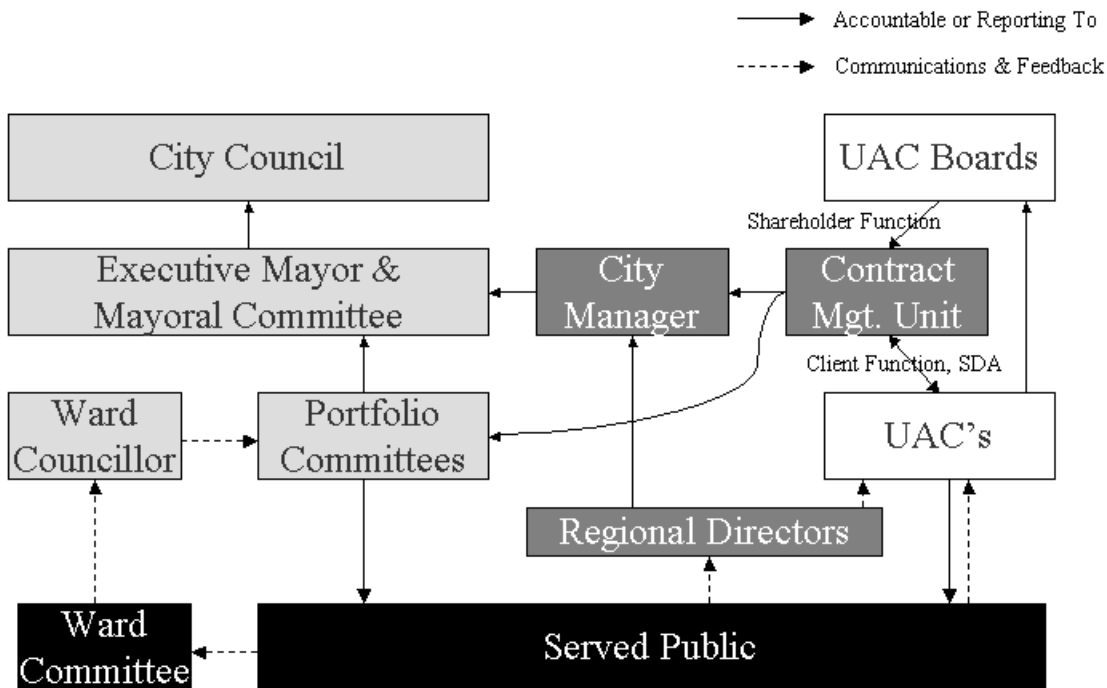 Accountable or Reporting To
Communications & Feedback
City Council
UAC Boards
Shareholder Function
Executive Mayor &
Mayoral Committee
City
Manager
Contract
Mgt. Unit
Client Function, SDA
Ward
Councillor
Portfolio
Committees
UAC's
Regional Directors
Ward
Committee
Served Public